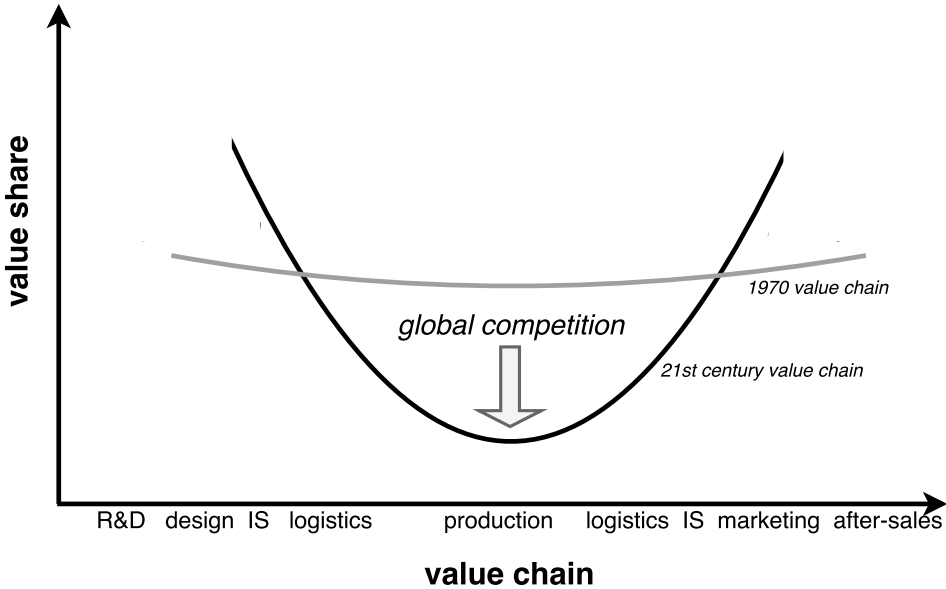 value share
1970 value chain
global competition
21st century value chain
R&D design IS logistics production logistics IS marketing after-sales
value chain